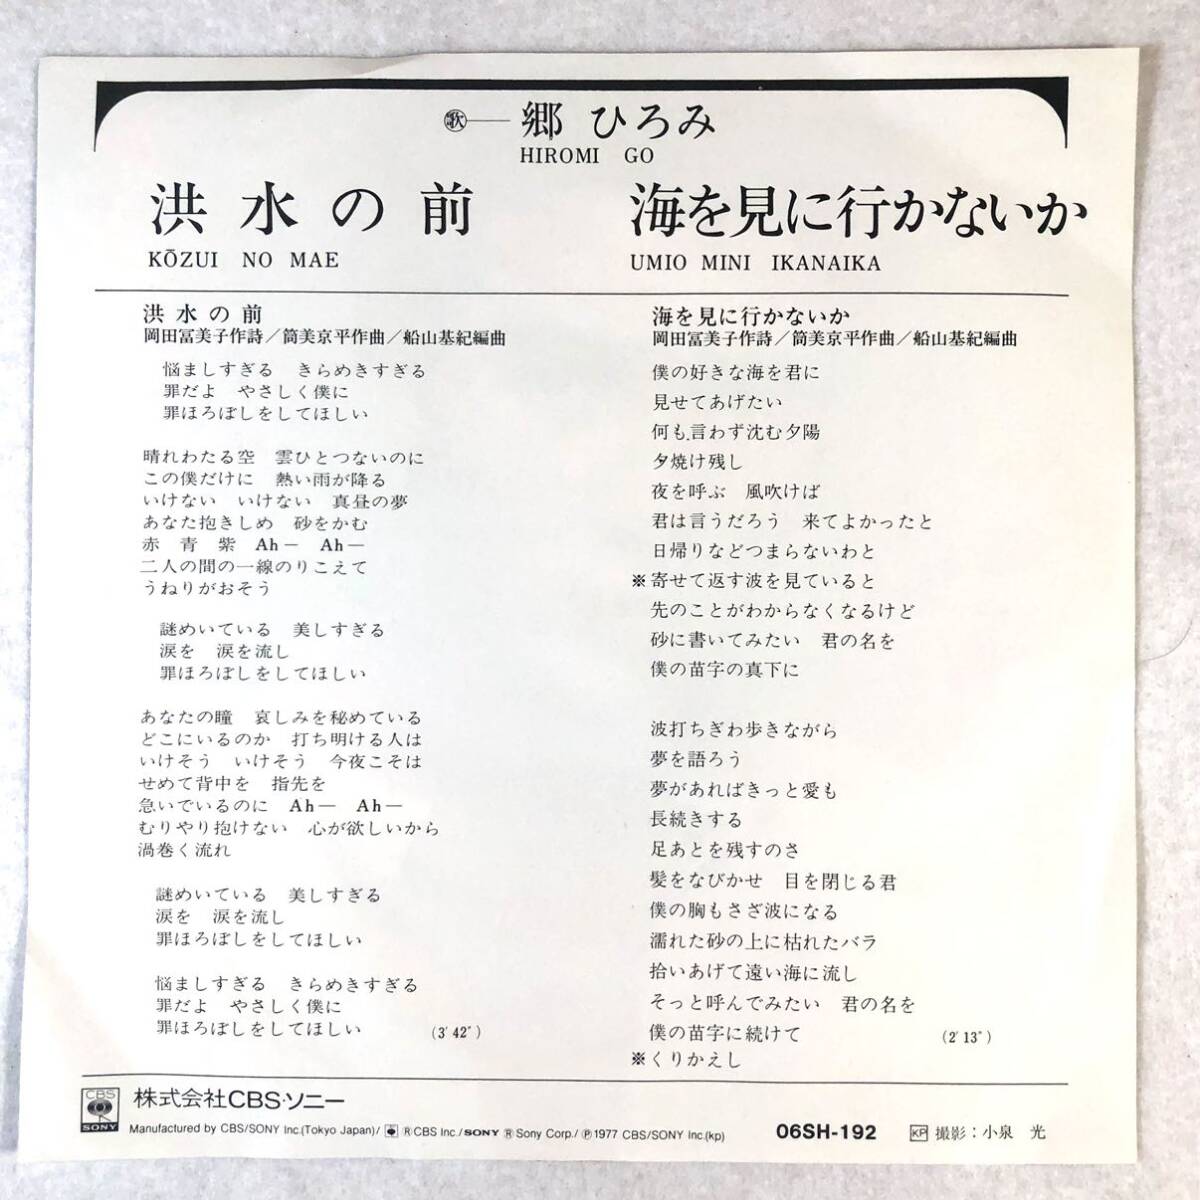 歌―郷 ひろみ
HIROMI GO
洪水の前
KŌZUI NO MAE
海を見に行かないか
UMIO MINI IKANAIKA
洪水の前
岡田冨美子作詩／筒美京平作曲／船山基紀編曲
悩ましすぎる きらめきすぎる
罪だよ やさしく僕に
罪ほろぼしをしてほしい
晴れわたる空 雲ひとつないのに
この僕だけに 熱い雨が降る
いけない いけない 真昼の夢
あなた抱きしめ 砂をかむ
赤 青 紫 Ah― Ah―
二人の間の一線のりこえて
うねりがおそう
謎めいている 美しすぎる
涙を 涙を流し
罪ほろぼしをしてほしい
あなたの瞳 哀しみを秘めている
どこにいるのか 打ち明ける人は
いけそう いけそう 今夜こそは
せめて背中を 指先を
急いでいるのに Ah― Ah―
むりやり抱けない 心が欲しいから
渦巻く流れ
謎めいている 美しすぎる
涙を 涙を流し
罪ほろぼしをしてほしい
悩ましすぎる きらめきすぎる
罪だよ やさしく僕に
罪ほろぼしをしてほしい (3′42″)
海を見に行かないか
岡田冨美子作詩／筒美京平作曲／船山基紀編曲
僕の好きな海を君に
見せてあげたい
何も言わず沈む夕陽
夕焼け残し
夜を呼ぶ 風吹けば
君は言うだろう 来てよかったと
日帰りなどつまらないわと
※寄せて返す波を見ていると
先のことがわからなくなるけど
砂に書いてみたい 君の名を
僕の苗字の真下に
波打ちぎわ歩きながら
夢を語ろう
夢があればきっと愛も
長続きする
足あとを残すのさ
髪をなびかせ 目を閉じる君
僕の胸もさざ波になる
濡れた砂の上に枯れたバラ
拾いあげて遠い海に流し
そっと呼んでみたい 君の名を
僕の苗字に続けて (2′13″)
※くりかえし
CBS SONY 株式会社CBS・ソニー
Manufactured by CBS/SONY Inc.(Tokyo Japan)/ ® CBS Inc./SONY ® Sony Corp./ ℗ 1977 CBS/SONY Inc.(kp) 06SH-192 KP 撮影：小泉 光